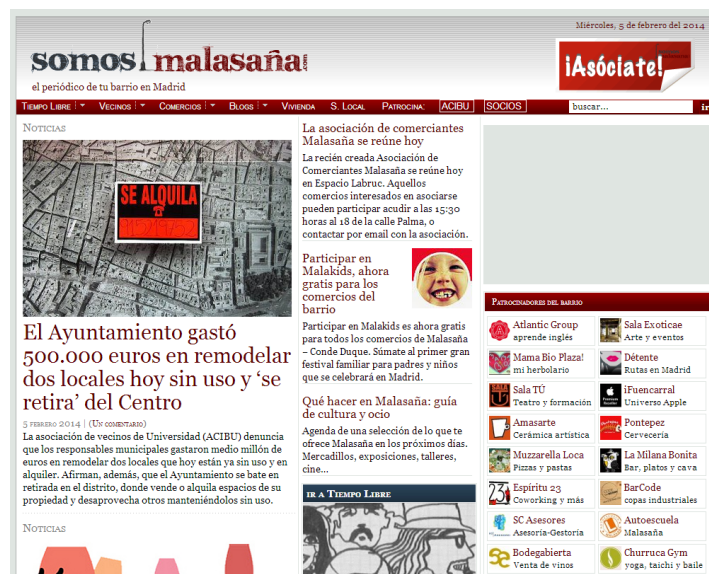 Miércoles, 5 de febrero del 2014
somos malasaña.com
el periódico de tu barrio en Madrid
¡Asóciate!
Tiempo Libre Vecinos Comercios Blogs Vivienda S. Local Patrocina: ACIBU SOCIOS buscar...
Noticias
SE ALQUILA
El Ayuntamiento gastó
500.000 euros en remodelar
dos locales hoy sin uso y ‘se
retira’ del Centro
5 febrero 2014 | (Un comentario)
La asociación de vecinos de Universidad (ACIBU) denuncia
que los responsables municipales gastaron medio millón de
euros en remodelar dos locales que hoy están ya sin uso y en
alquiler. Afirman, además, que el Ayuntamiento se bate en
retirada en el distrito, donde vende o alquila espacios de su
propiedad y desaprovecha otros manteniéndolos sin uso.
Noticias
La asociación de comerciantes
Malasaña se reúne hoy
La recién creada Asociación de
Comerciantes Malasaña se reúne hoy
en Espacio Labruc. Aquellos
comercios interesados en asociarse
pueden participar acudir a las 15:30
horas al 18 de la calle Palma, o
contactar por email con la asociación.
Participar en
Malakids, ahora
gratis para los
comercios del
barrio
Participar en Malakids es ahora gratis
para todos los comercios de Malasaña
– Conde Duque. Súmate al primer gran
festival familiar para padres y niños
que se celebrará en Madrid.
Qué hacer en Malasaña: guía
de cultura y ocio
Agenda de una selección de lo que te
ofrece Malasaña en los próximos días.
Mercadillos, exposiciones, talleres,
cine...
ir a Tiempo Libre
Patrocinadores del barrio
Atlantic Group
aprende inglés
Sala Exoticae
Arte y eventos
Mama Bio Plaza!
mi herbolario
Détente
Rutas en Madrid
Sala TÚ
Teatro y formación
iFuencarral
Universo Apple
Amasarte
Cerámica artística
Pontepez
Cervecería
Muzzarella Loca
Pizzas y pastas
La Milana Bonita
Bar, platos y cava
Espíritu 23
Coworking y más
BarCode
copas industriales
SC Asesores
Asesoría-Gestoría
Autoescuela
Malasaña
Bodegabierta
Venta de vinos
Churruca Gym
yoga, taichi y baile